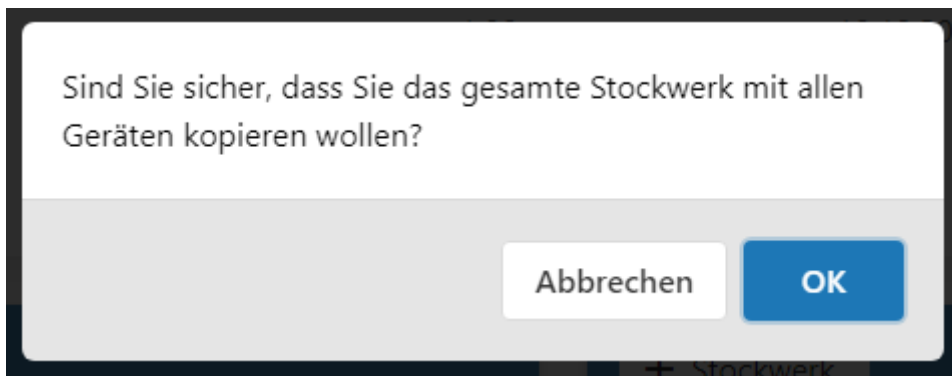 Sind Sie sicher, dass Sie das gesamte Stockwerk mit allen
Geräten kopieren wollen?
Abbrechen
OK
+ Stockwerk